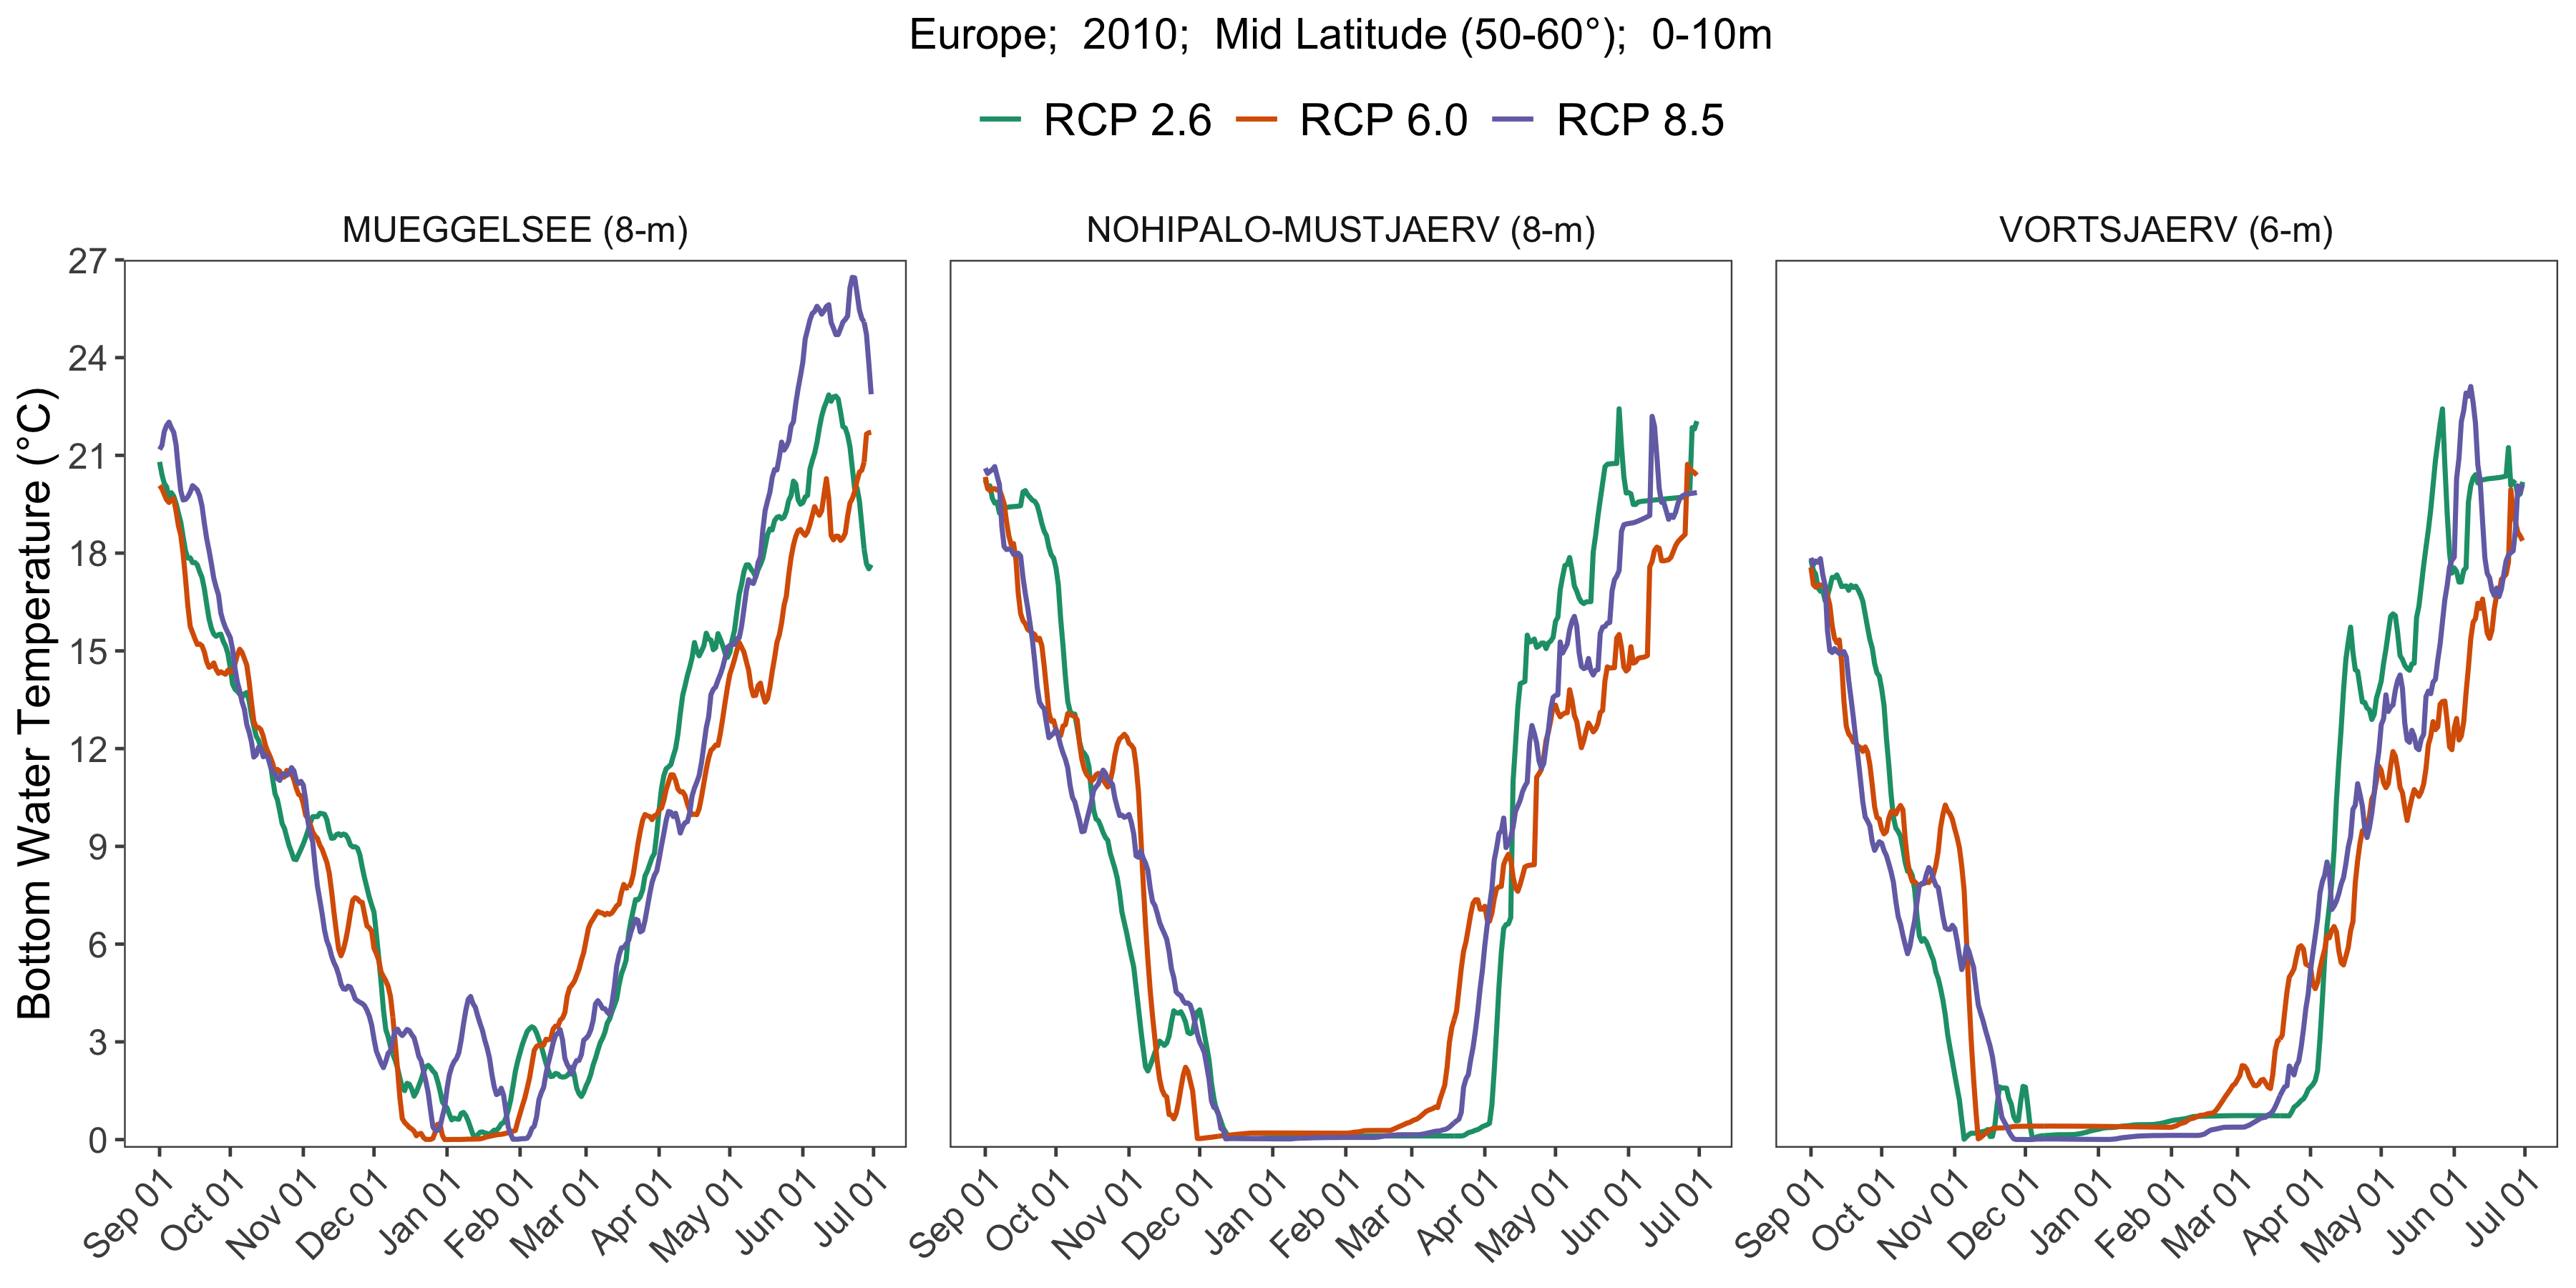 Europe;  2010;  Mid Latitude (50-60°);  0-10m
RCP 2.6 RCP 6.0 RCP 8.5
MUEGGELSEE (8-m) NOHIPALO-MUSTJAERV (8-m) VORTSJAERV (6-m)
Bottom Water Temperature (°C)
27
24
21
18
15
12
9
6
3
0
Sep 01 Oct 01 Nov 01 Dec 01 Jan 01 Feb 01 Mar 01 Apr 01 May 01 Jun 01 Jul 01 Sep 01 Oct 01 Nov 01 Dec 01 Jan 01 Feb 01 Mar 01 Apr 01 May 01 Jun 01 Jul 01 Sep 01 Oct 01 Nov 01 Dec 01 Jan 01 Feb 01 Mar 01 Apr 01 May 01 Jun 01 Jul 01